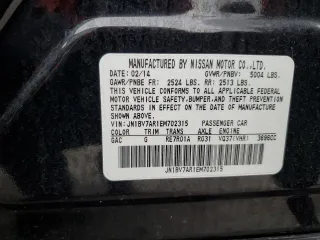 MANUFACTURED BY NISSAN MOTOR CO.,LTD.
DATE: 02/14 GVWR/PNBV: 5004 LBS.
GAWR/PNBE FR: 2524 LBS. RR: 2513 LBS.
THIS VEHICLE CONFORMS TO ALL APPLICABLE FEDERAL
MOTOR VEHICLE SAFETY,BUMPER,AND THEFT PREVENTION
STANDARDS IN EFFECT ON THE DATE OF MANUFACTURE
SHOWN ABOVE.
VIN: JN1BV7AR1EM702315 PASSENGER CAR
COLOR TRIM TRANS AXLE ENGINE
GAC G RE7R01A RG31 VQ37(VHR) 3696CC
JN1BV7AR1EM702315